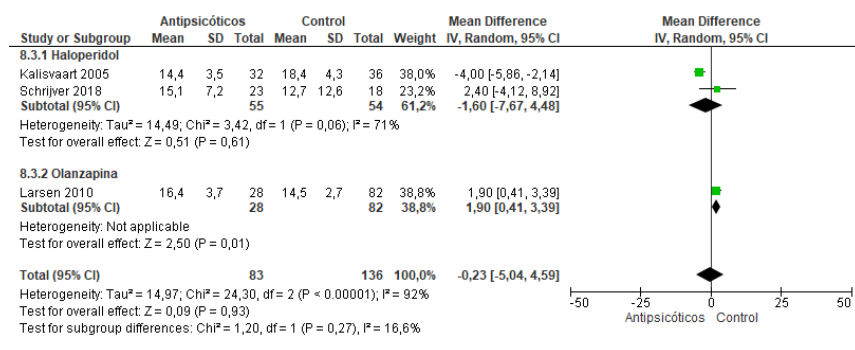 Antipsicóticos Control Mean Difference Mean Difference
Study or Subgroup Mean SD Total Mean SD Total Weight IV, Random, 95% CI IV, Random, 95% CI
8.3.1 Haloperidol
Kalisvaart 2005 14,4 3,5 32 18,4 4,3 36 38,0% -4,00 [-5,86, -2,14]
Schrijver 2018 15,1 7,2 23 12,7 12,6 18 23,2% 2,40 [-4,12, 8,92]
Subtotal (95% CI) 55 54 61,2% -1,60 [-7,67, 4,48]
Heterogeneity: Tau² = 14,49; Chi² = 3,42, df = 1 (P = 0,06); I² = 71%
Test for overall effect: Z = 0,51 (P = 0,61)
8.3.2 Olanzapina
Larsen 2010 16,4 3,7 28 14,5 2,7 82 38,8% 1,90 [0,41, 3,39]
Subtotal (95% CI) 28 82 38,8% 1,90 [0,41, 3,39]
Heterogeneity: Not applicable
Test for overall effect: Z = 2,50 (P = 0,01)
Total (95% CI) 83 136 100,0% -0,23 [-5,04, 4,59]
Heterogeneity: Tau² = 14,97; Chi² = 24,30, df = 2 (P < 0.00001); I² = 92%
Test for overall effect: Z = 0,09 (P = 0,93)
Test for subgroup differences: Chi² = 1,20, df = 1 (P = 0,27), I² = 16,6%
-50 -25 0 25 50
Antipsicóticos Control